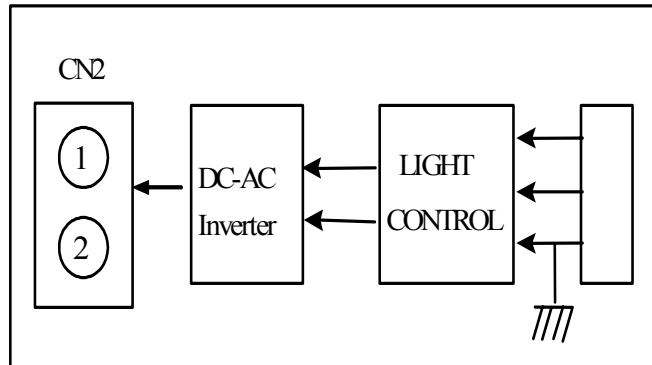 CN2
1
2
DC-AC
Inverter
LIGHT
CONTROL